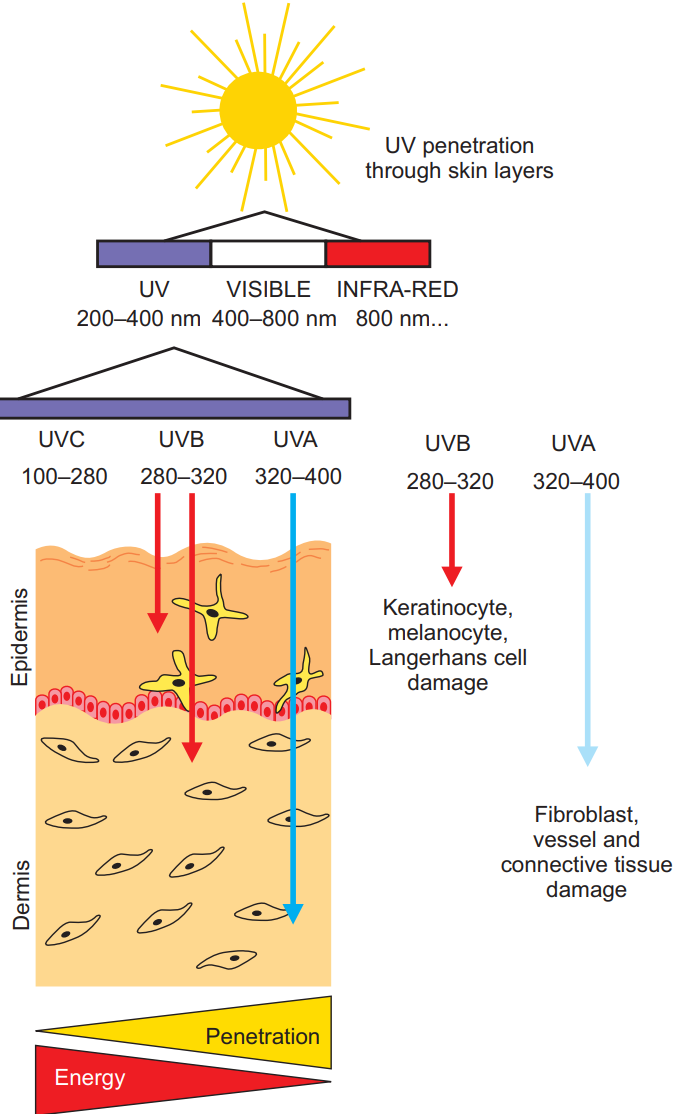 UV penetration
through skin layers
UV VISIBLE INFRA-RED
200–400 nm 400–800 nm 800 nm...
UVC UVB UVA
100–280 280–320 320–400
UVB UVA
280–320 320–400
Epidermis
Keratinocyte,
melanocyte,
Langerhans cell
damage
Dermis
Fibroblast,
vessel and
connective tissue
damage
Penetration
Energy